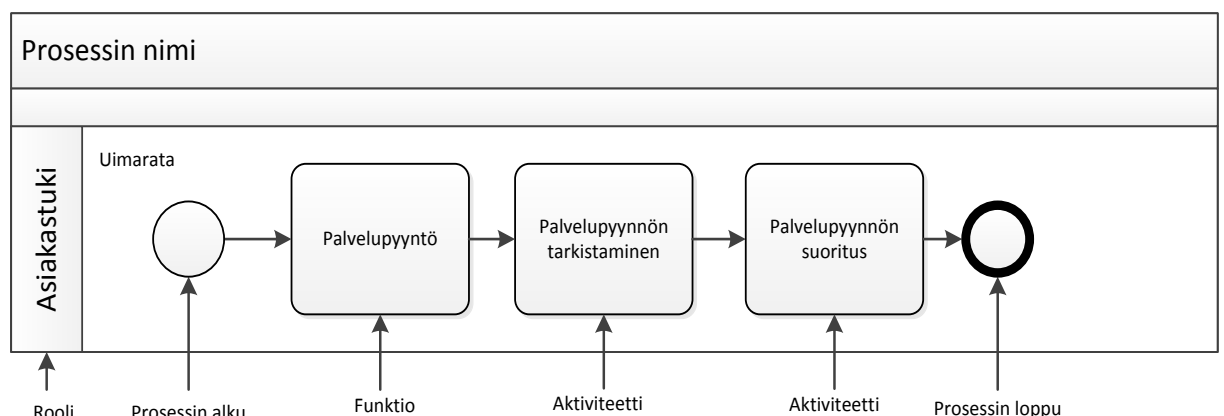 Prosessin nimi
Asiakastuki
Uimarata
Palvelupyyntö
Palvelupyynnön
tarkistaminen
Palvelupyynnön
suoritus
Rooli
Prosessin alku
Funktio
Aktiviteetti
Aktiviteetti
Prosessin loppu